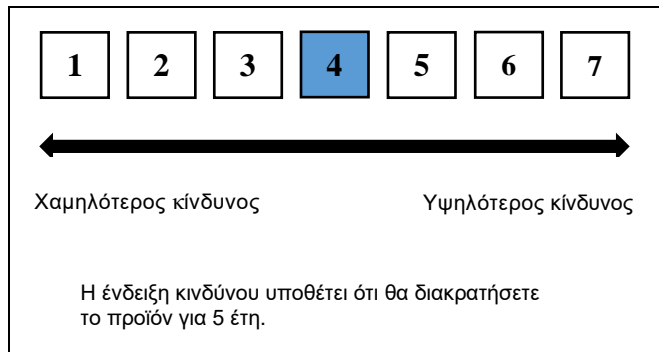 1 2 3 4 5 6 7
Χαμηλότερος κίνδυνος Υψηλότερος κίνδυνος
Η ένδειξη κινδύνου υποθέτει ότι θα διακρατήσετε
το προϊόν για 5 έτη.